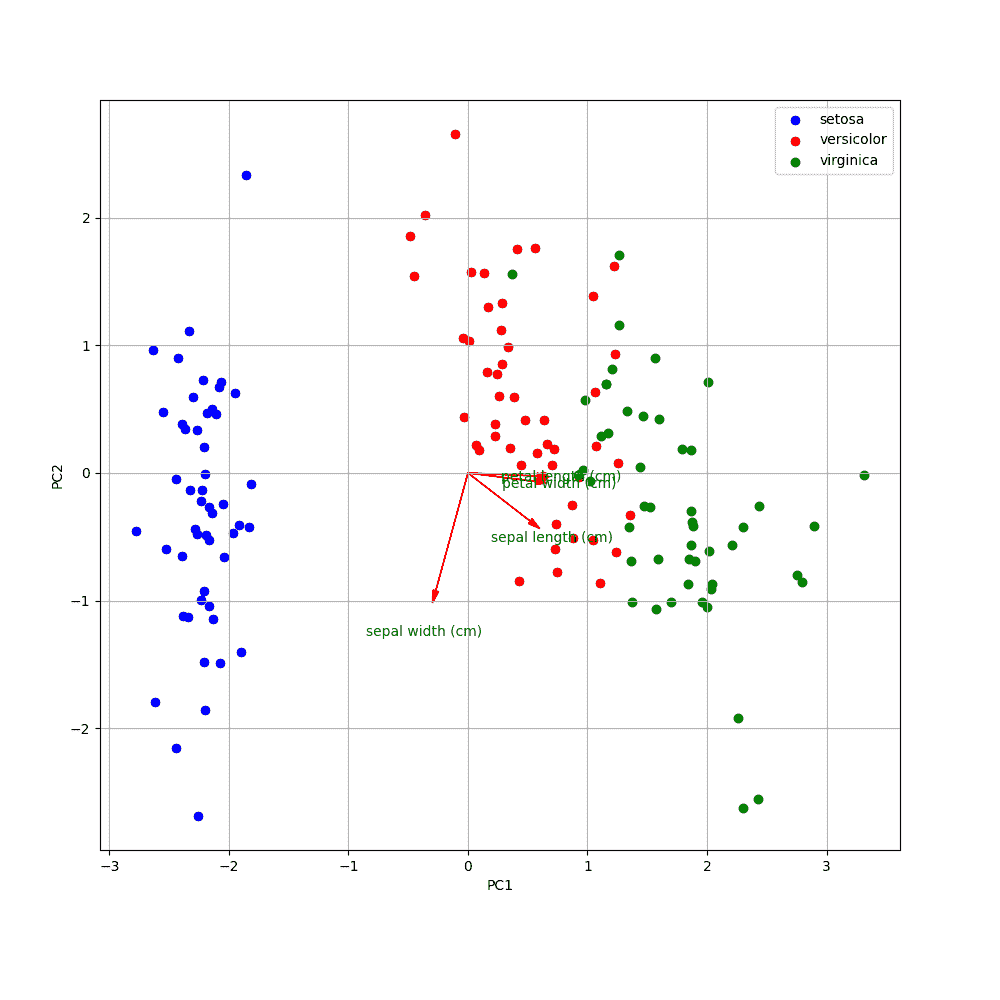 setosa
versicolor
virginica
2
1
0
−1
−2
PC2
petal length (cm)
petal width (cm)
sepal length (cm)
sepal width (cm)
−3
−2
−1
0
1
2
3
PC1